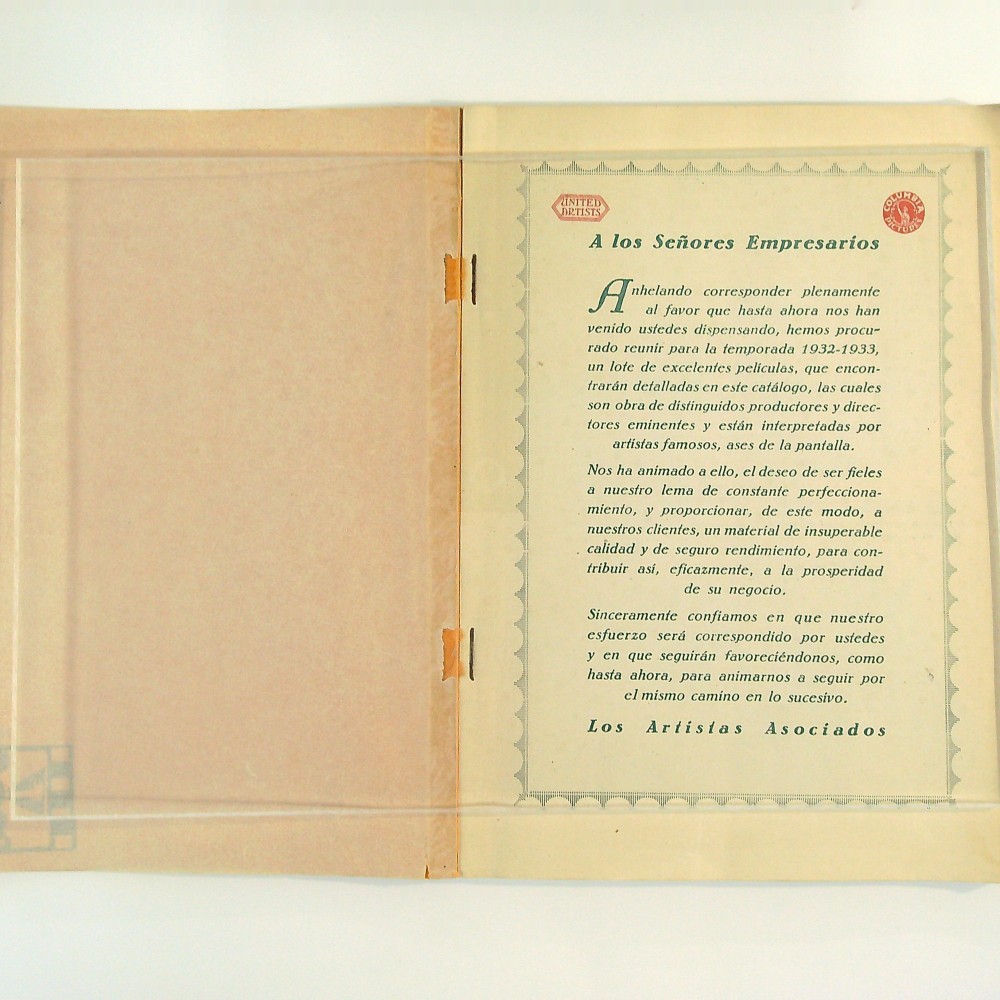 UNITED
ARTISTS
COLUMBIA
PICTURES
A los Señores Empresarios
Anhelando corresponder plenamente
al favor que hasta ahora nos han
venido ustedes dispensando, hemos procu-
rado reunir para la temporada 1932-1933,
un lote de excelentes películas, que encon-
trarán detalladas en este catálogo, las cuales
son obra de distinguidos productores y direc-
tores eminentes y están interpretadas por
artistas famosos, ases de la pantalla.
Nos ha animado a ello, el deseo de ser fieles
a nuestro lema de constante perfecciona-
miento, y proporcionar, de este modo, a
nuestros clientes, un material de insuperable
calidad y de seguro rendimiento, para con-
tribuir así, eficazmente, a la prosperidad
de su negocio.
Sinceramente confiamos en que nuestro
esfuerzo será correspondido por ustedes
y en que seguirán favoreciéndonos, como
hasta ahora, para animarnos a seguir por
el mismo camino en lo sucesivo.
Los Artistas Asociados